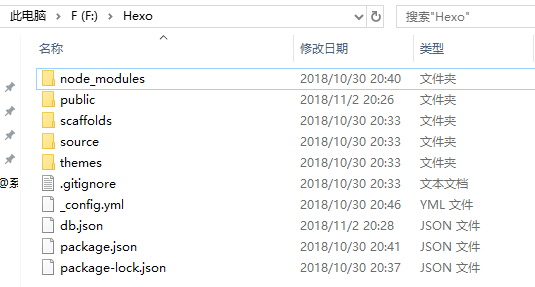 此电脑 > F (F:) > Hexo
搜索"Hexo"
名称 修改日期 类型
node_modules 2018/10/30 20:40 文件夹
public 2018/11/2 20:26 文件夹
scaffolds 2018/10/30 20:33 文件夹
source 2018/10/30 20:33 文件夹
themes 2018/10/30 20:33 文件夹
.gitignore 2018/10/30 20:33 文本文档
_config.yml 2018/10/30 20:46 YML 文件
db.json 2018/11/2 20:28 JSON 文件
package.json 2018/10/30 20:41 JSON 文件
package-lock.json 2018/10/30 20:37 JSON 文件